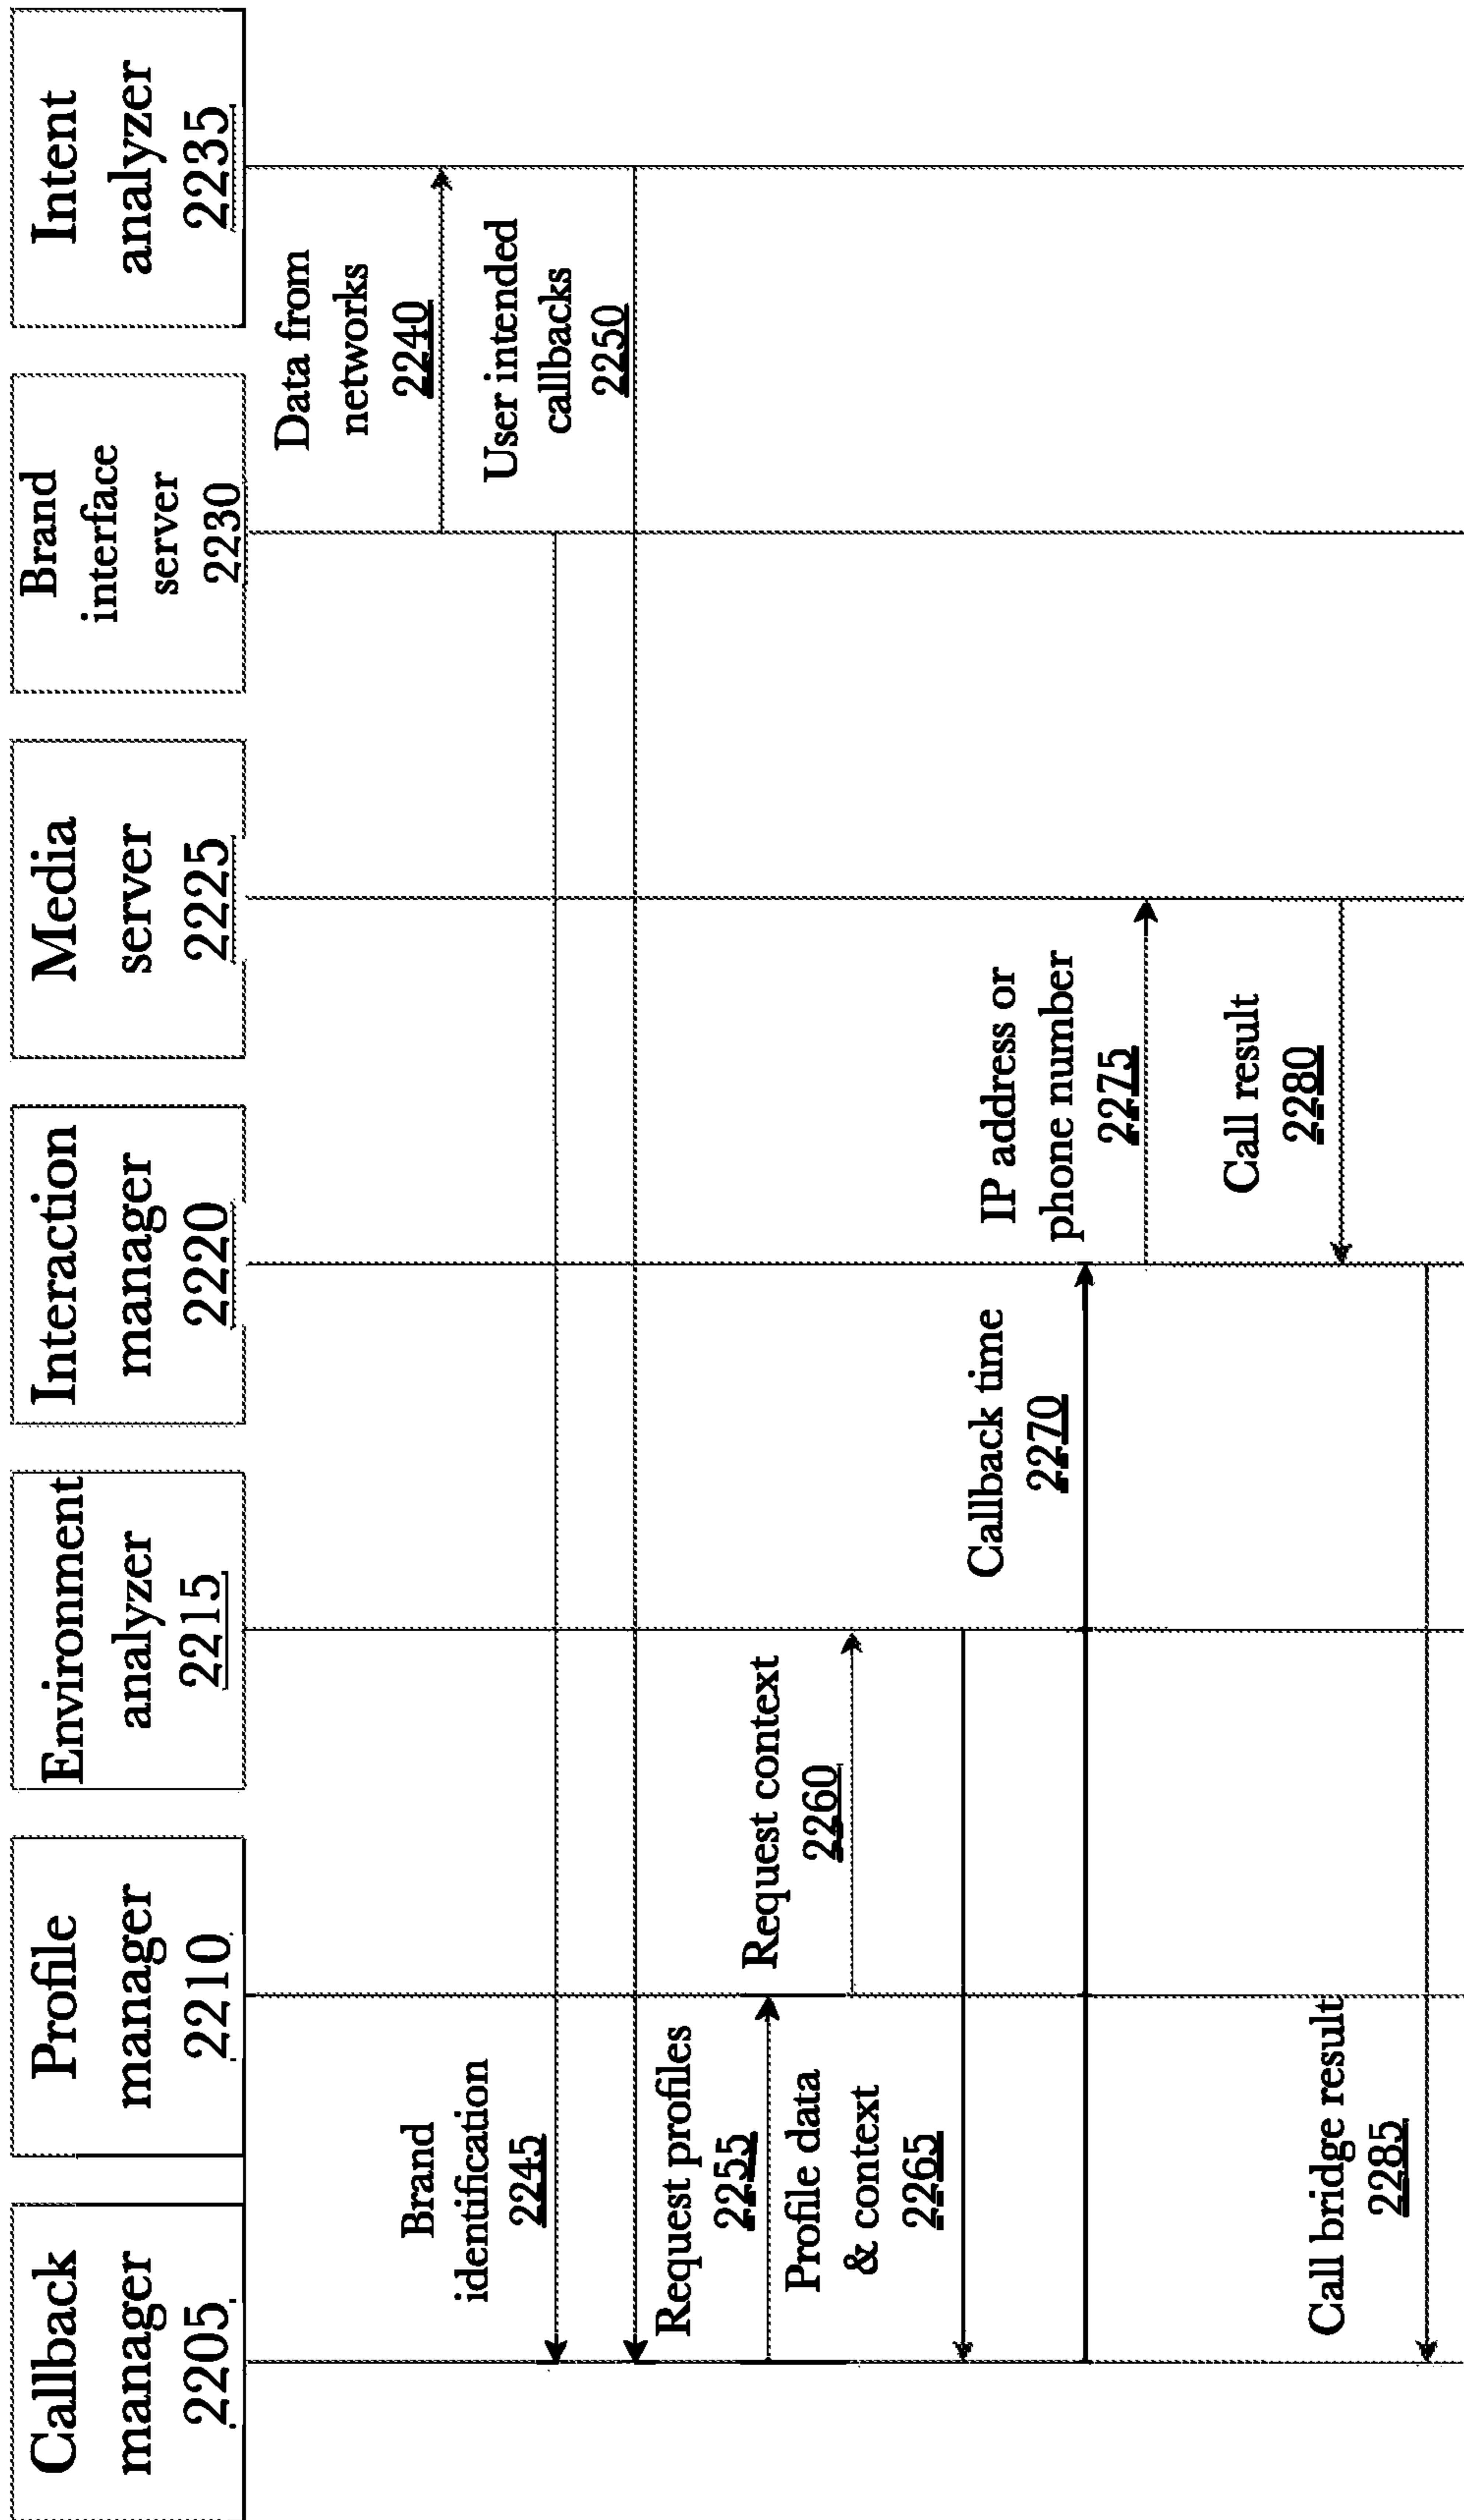 Callback
manager
2205
Profile
manager
2210
Environment
analyzer
2215
Interaction
manager
2220
Media
server
2225
Brand
interface
server
2230
Intent
analyzer
2235
Data from
networks
2240
Brand
identification
2245
User intended
callbacks
2250
Request profiles
2255
Request context
2260
Profile data
& context
2265
Callback time
2270
IP address or
phone number
2275
Call result
2280
Call bridge result
2285